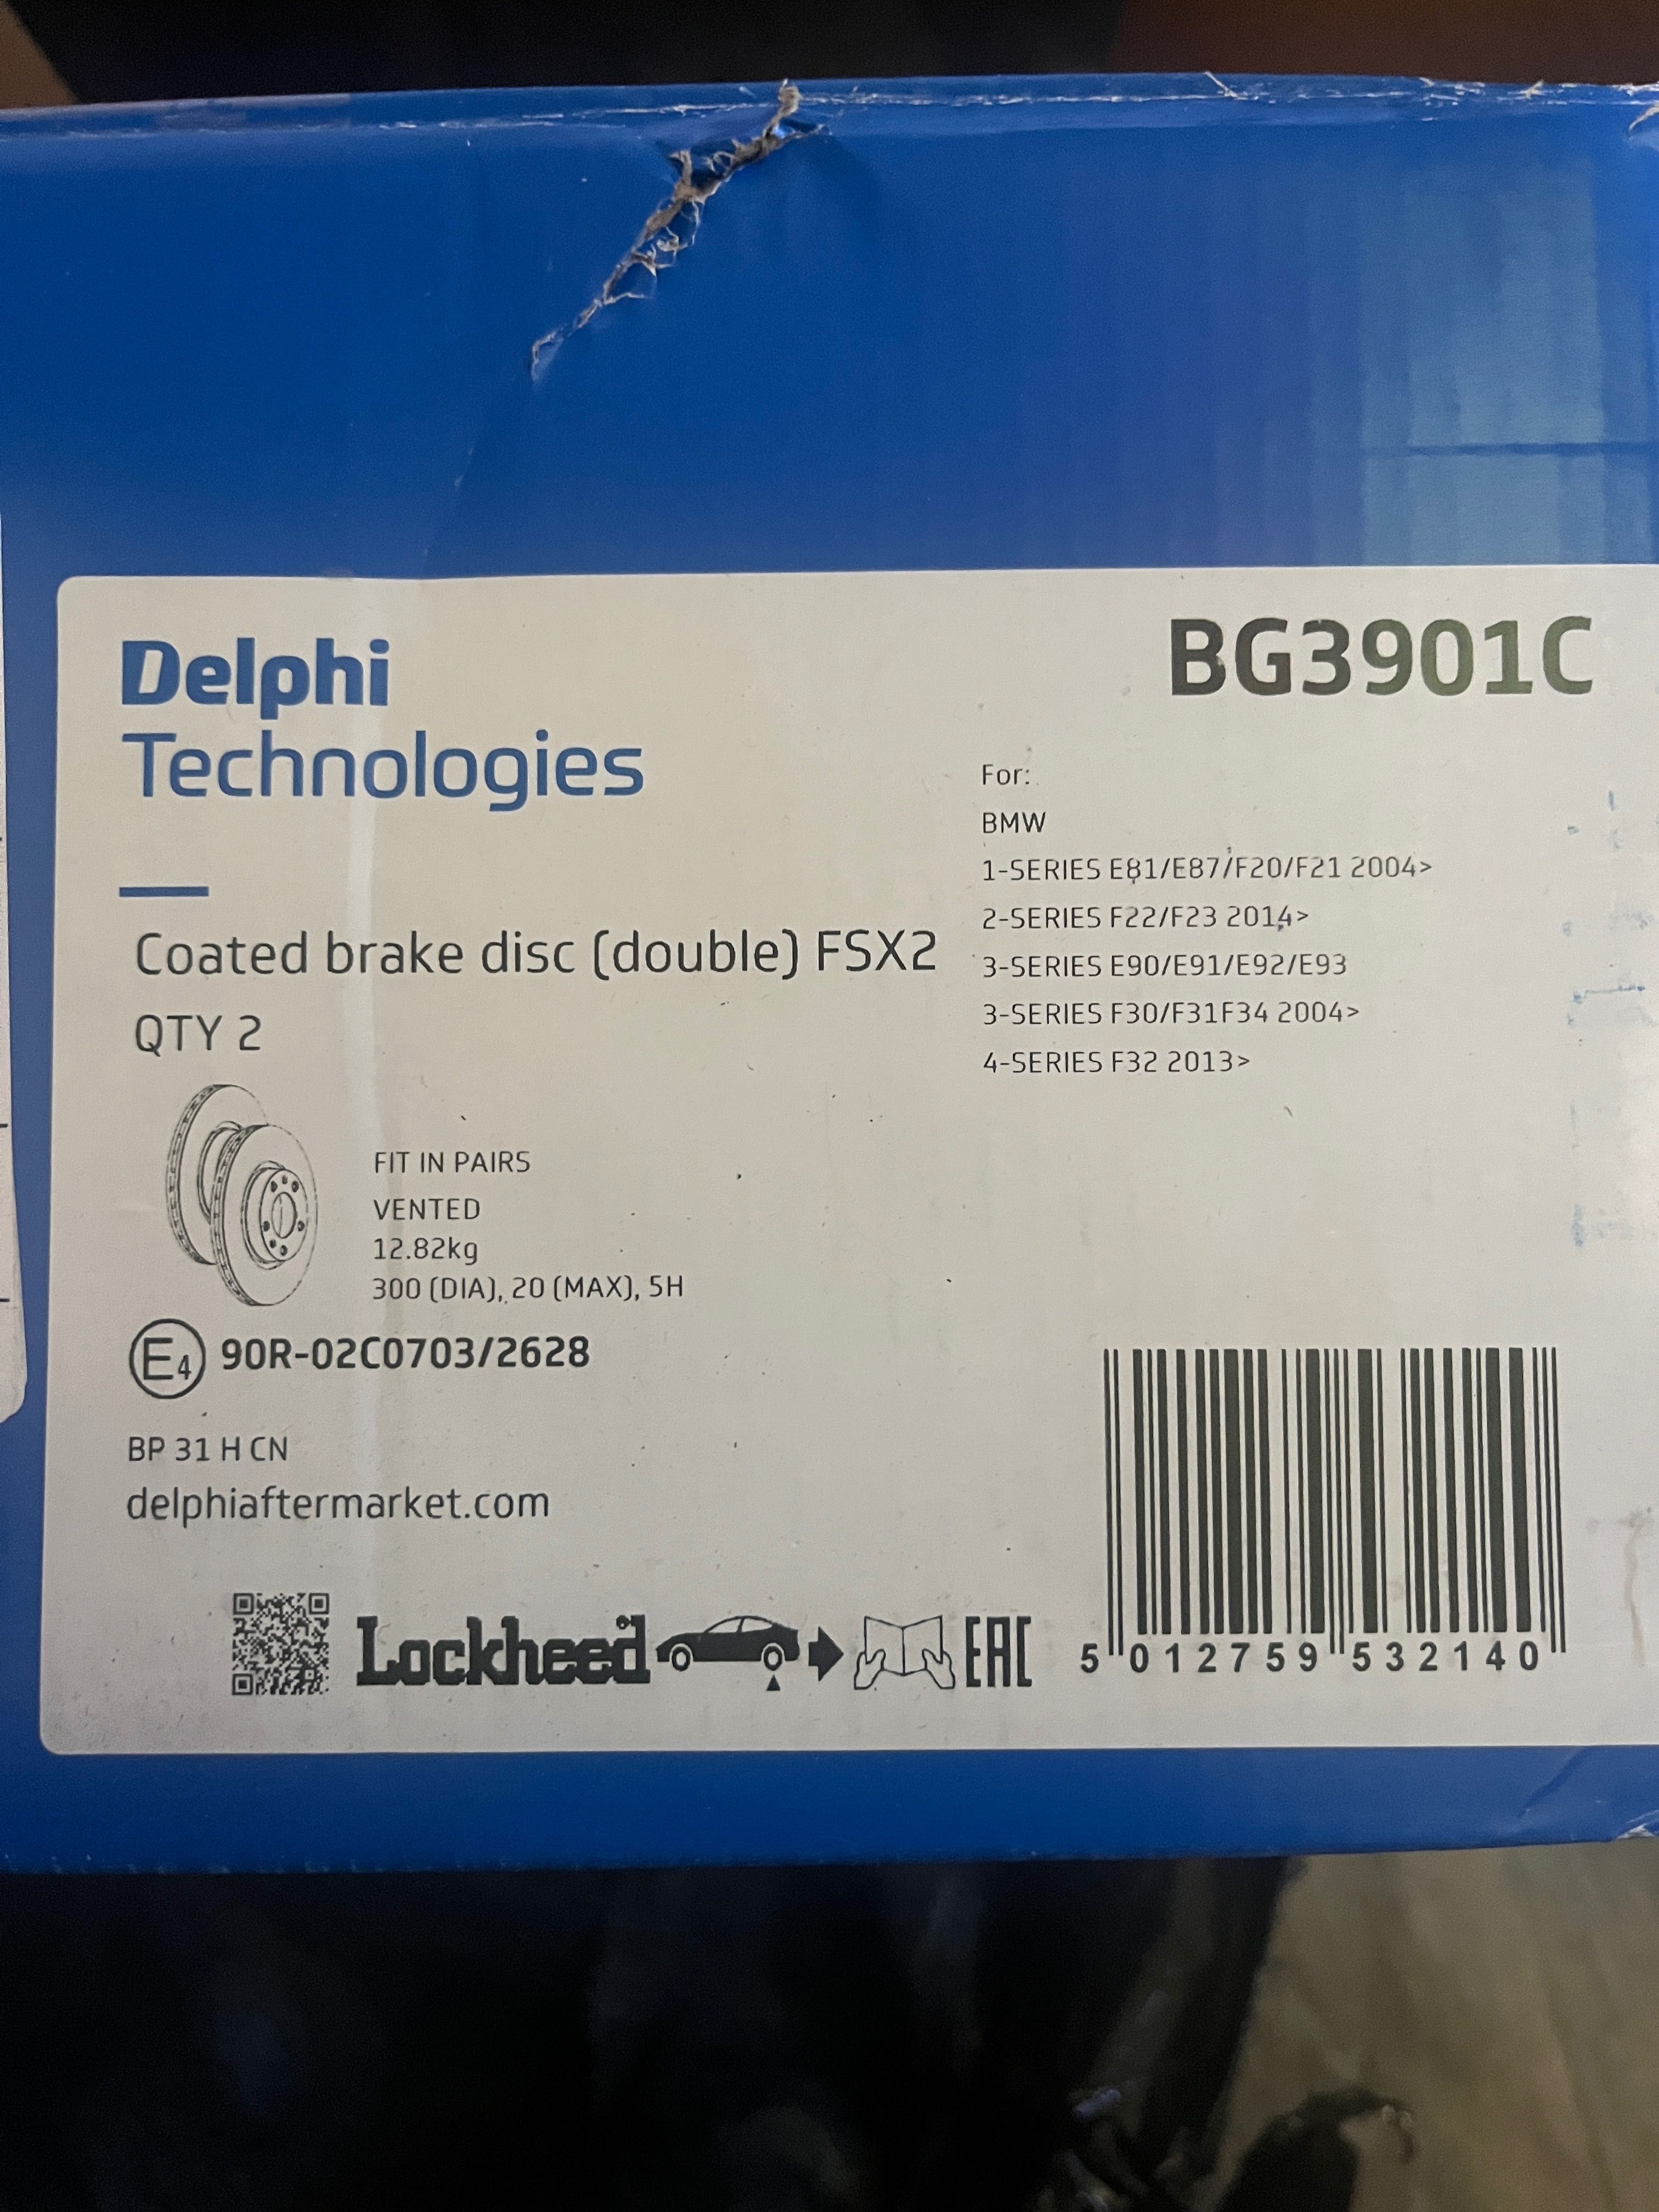 Delphi
Technologies
BG3901C
Coated brake disc (double) FSX2
QTY 2
For:
BMW
1-SERIES E81/E87/F20/F21 2004>
2-SERIES F22/F23 2014>
3-SERIES E90/E91/E92/E93
3-SERIES F30/F31F34 2004>
4-SERIES F32 2013>
FIT IN PAIRS
VENTED
12.82kg
300 (DIA), 20 (MAX), 5H
E4 90R-02C0703/2628
BP 31 H CN
delphiaftermarket.com
Lockheed
EAC
5 012759 532140